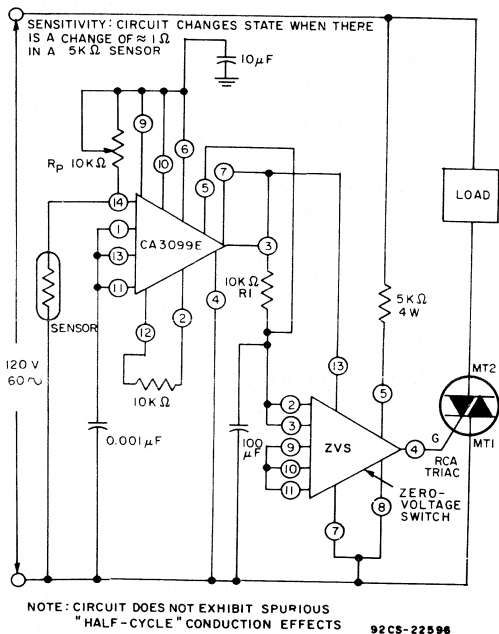 SENSITIVITY: CIRCUIT CHANGES STATE WHEN THERE
IS A CHANGE OF ≈ 1 Ω
IN A 5KΩ SENSOR
10µF
9
6
10
5
7
Rp 10KΩ
14
1
13
11
CA3099E
3
4
12
2
10KΩ
R1
10KΩ
SENSOR
LOAD
5KΩ
4W
120 V
60 ~
0.001µF
100
µF
13
5
2
3
9
10
11
ZVS
4
7
8
MT2
MT1
G
RCA
TRIAC
ZERO-
VOLTAGE
SWITCH
NOTE: CIRCUIT DOES NOT EXHIBIT SPURIOUS
"HALF-CYCLE" CONDUCTION EFFECTS
92CS-22596